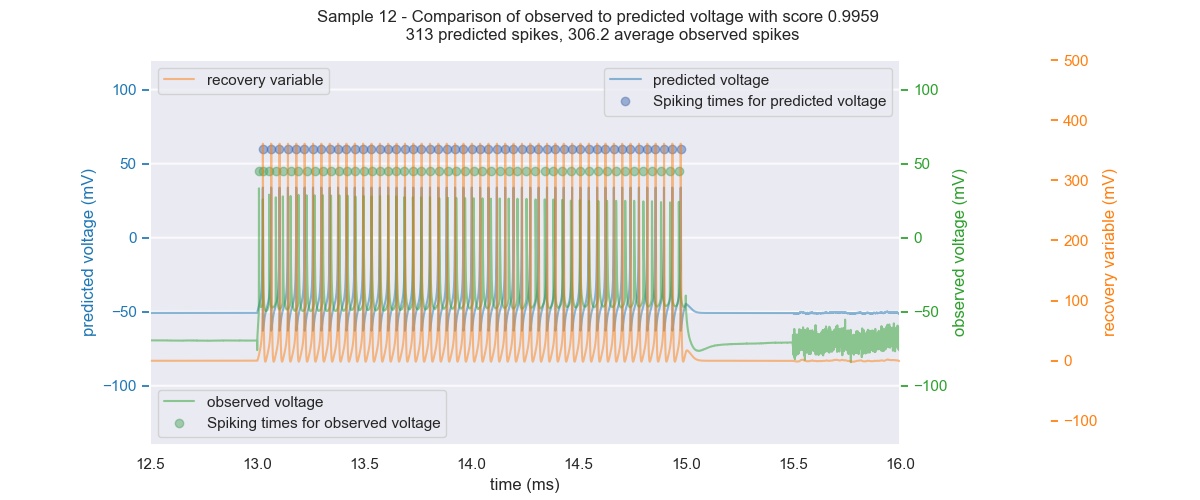 Sample 12 - Comparison of observed to predicted voltage with score 0.9959
313 predicted spikes, 306.2 average observed spikes
recovery variable
predicted voltage
Spiking times for predicted voltage
observed voltage
Spiking times for observed voltage
predicted voltage (mV)
100
50
0
−50
−100
observed voltage (mV)
100
50
0
−50
−100
recovery variable (mV)
500
400
300
200
100
0
−100
12.5 13.0 13.5 14.0 14.5 15.0 15.5 16.0
time (ms)